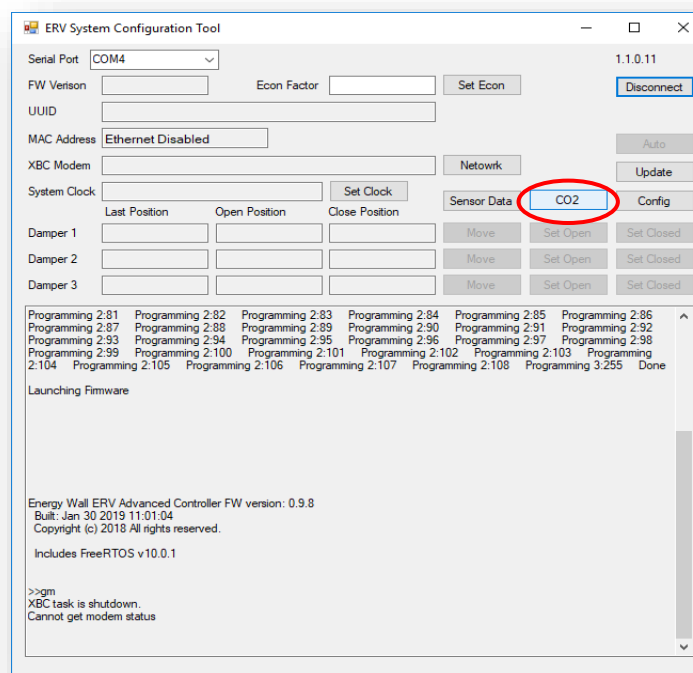 ERV System Configuration Tool
Serial Port COM4 1.1.0.11
FW Verison Econ Factor Set Econ Disconnect
UUID
MAC Address Ethernet Disabled Auto
XBC Modem Netowrk Update
System Clock Set Clock Sensor Data CO2 Config
Last Position Open Position Close Position
Damper 1 Move Set Open Set Closed
Damper 2 Move Set Open Set Closed
Damper 3 Move Set Open Set Closed
Programming 2:81 Programming 2:82 Programming 2:83 Programming 2:84 Programming 2:85 Programming 2:86
Programming 2:87 Programming 2:88 Programming 2:89 Programming 2:90 Programming 2:91 Programming 2:92
Programming 2:93 Programming 2:94 Programming 2:95 Programming 2:96 Programming 2:97 Programming 2:98
Programming 2:99 Programming 2:100 Programming 2:101 Programming 2:102 Programming 2:103 Programming
2:104 Programming 2:105 Programming 2:106 Programming 2:107 Programming 2:108 Programming 3:255 Done
Launching Firmware
Energy Wall ERV Advanced Controller FW version: 0.9.8
Built: Jan 30 2019 11:01:04
Copyright (c) 2018 All rights reserved.
Includes FreeRTOS v10.0.1
>>gm
XBC task is shutdown.
Cannot get modem status